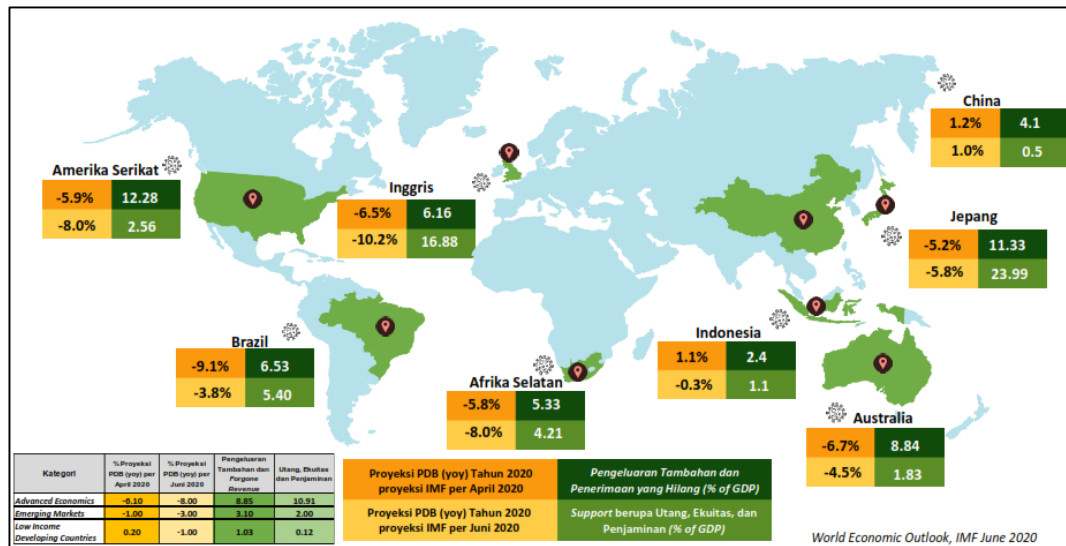 China
1.2% 4.1
1.0% 0.5
Amerika Serikat
-5.9% 12.28
-8.0% 2.56
Inggris
-6.5% 6.16
-10.2% 16.88
Jepang
-5.2% 11.33
-5.8% 23.99
Brazil
-9.1% 6.53
-3.8% 5.40
Afrika Selatan
-5.8% 5.33
-8.0% 4.21
Indonesia
1.1% 2.4
-0.3% 1.1
Australia
-6.7% 8.84
-4.5% 1.83
Kategori
% Proyeksi
PDB (yoy) per
April 2020
% Proyeksi
PDB (yoy) per
Juni 2020
Pengeluaran
Tambahan dan
Forgone
Revenue
Utang, Ekuitas
dan Penjaminan
Advanced Economics -6.10 -8.00 8.85 10.91
Emerging Markets -1.00 -3.00 3.10 2.00
Low Income
Developing Countries 0.20 -1.00 1.03 0.12
Proyeksi PDB (yoy) Tahun 2020
proyeksi IMF per April 2020
Pengeluaran Tambahan dan
Penerimaan yang Hilang (% of GDP)
Proyeksi PDB (yoy) Tahun 2020
proyeksi IMF per Juni 2020
Support berupa Utang, Ekuitas, dan
Penjaminan (% of GDP)
World Economic Outlook, IMF June 2020